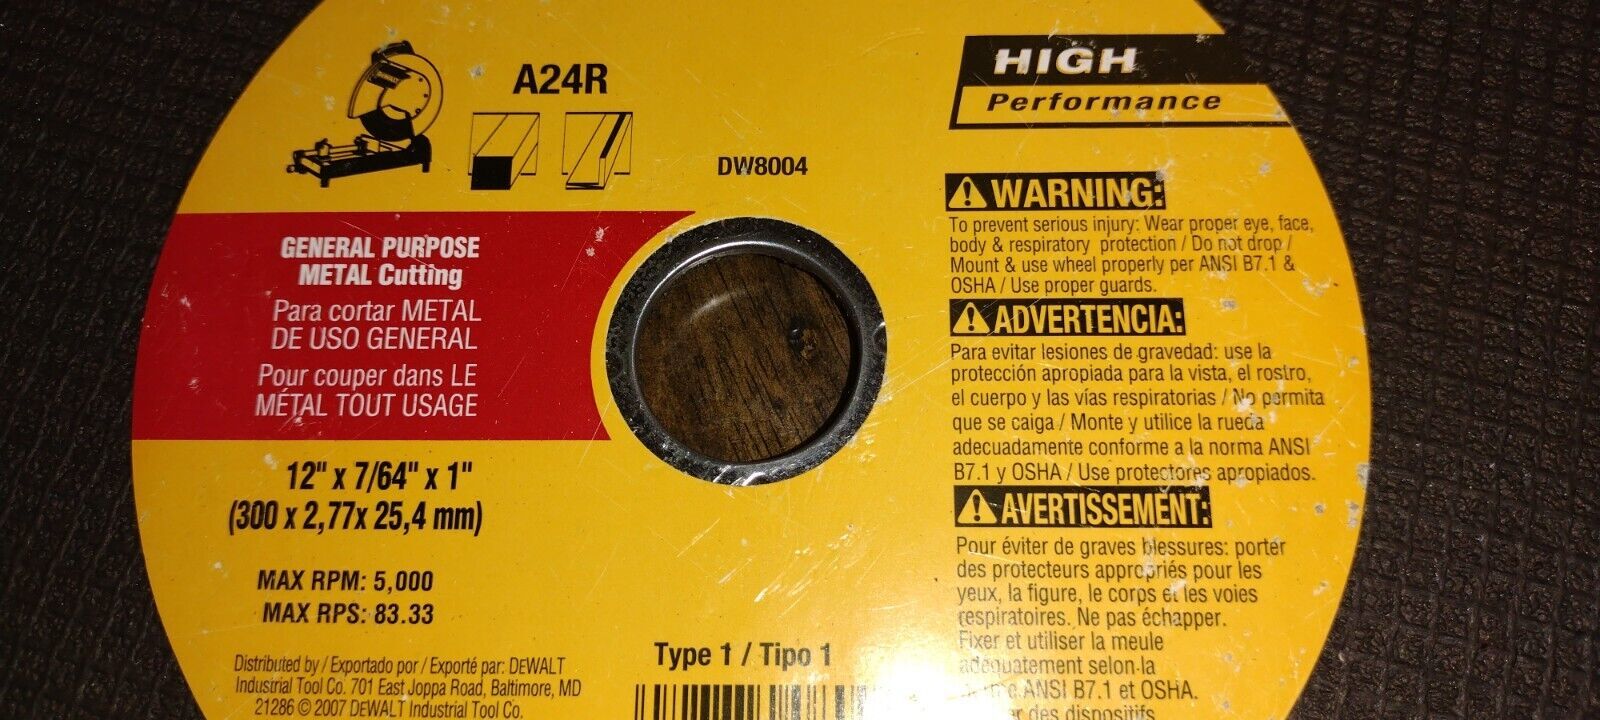 A24R
DW8004
HIGH
Performance
GENERAL PURPOSE
METAL Cutting
Para cortar METAL
DE USO GENERAL
Pour couper dans LE
MÉTAL TOUT USAGE
12" x 7/64" x 1"
(300 x 2,77x 25,4 mm)
MAX RPM: 5,000
MAX RPS: 83.33
Distributed by / Exportado por / Exporté par: DEWALT
Industrial Tool Co. 701 East Joppa Road, Baltimore, MD
21286 © 2007 DEWALT Industrial Tool Co.
Type 1 / Tipo 1
WARNING:
To prevent serious injury: Wear proper eye, face,
body & respiratory protection / Do not drop /
Mount & use wheel properly per ANSI B7.1 &
OSHA / Use proper guards.
ADVERTENCIA:
Para evitar lesiones de gravedad: use la
protección apropiada para la vista, el rostro,
el cuerpo y las vías respiratorias / No permita
que se caiga / Monte y utilice la rueda
adecuadamente conforme a la norma ANSI
B7.1 y OSHA / Use protectores apropiados.
AVERTISSEMENT:
Pour éviter de graves blessures: porter
des protecteurs appropriés pour les
yeux, la figure, le corps et les voies
respiratoires. Ne pas échapper.
Fixer et utiliser la meule
adéquatement selon la
ANSI B7.1 et OSHA.
des dispositifs